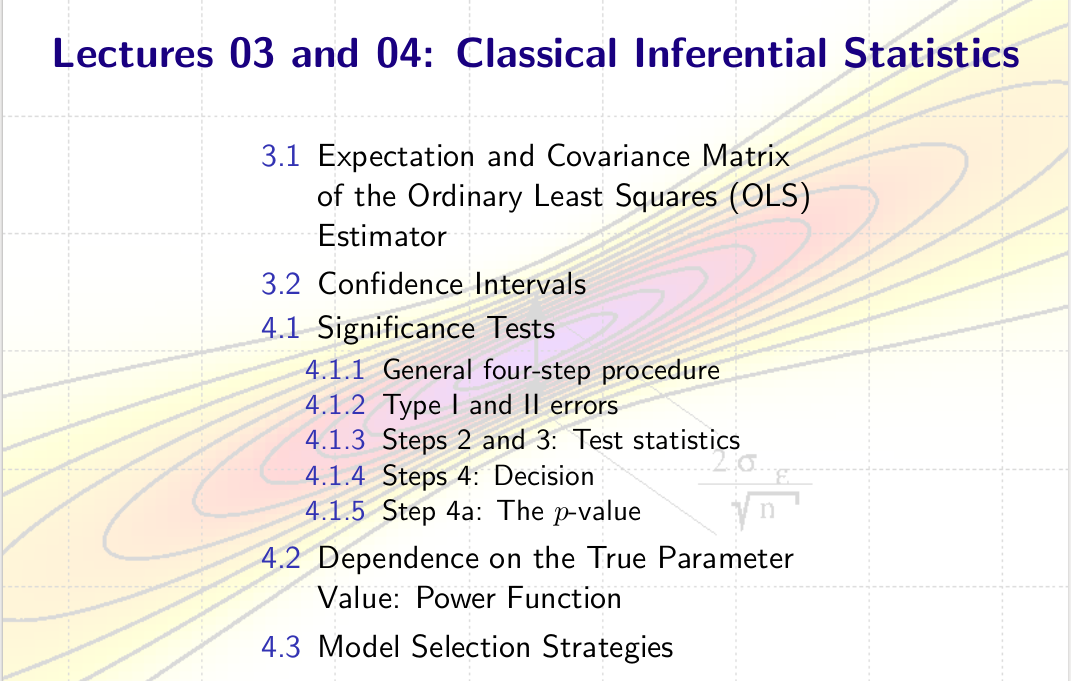 Lectures 03 and 04: Classical Inferential Statistics
3.1 Expectation and Covariance Matrix
of the Ordinary Least Squares (OLS)
Estimator
3.2 Confidence Intervals
4.1 Significance Tests
4.1.1 General four-step procedure
4.1.2 Type I and II errors
4.1.3 Steps 2 and 3: Test statistics
2 σ ε
4.1.4 Steps 4: Decision
√n
4.1.5 Step 4a: The p-value
4.2 Dependence on the True Parameter
Value: Power Function
4.3 Model Selection Strategies